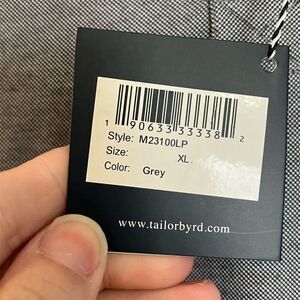 1 90633 33338 2
Style: M23100LP
Size: XL
Color: Grey
www.tailorbyrd.com